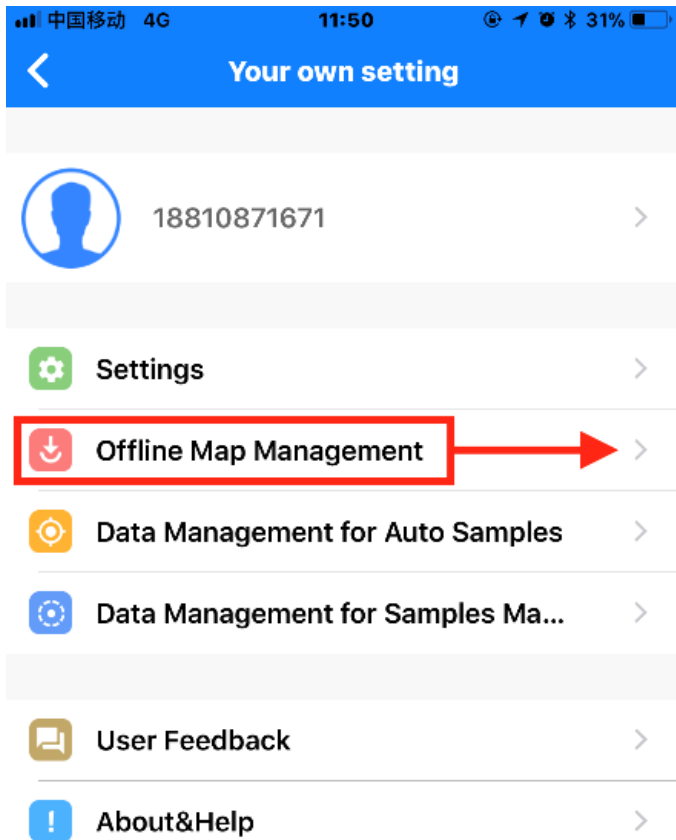 中国移动 4G 11:50 31%
Your own setting
18810871671
Settings
Offline Map Management
Data Management for Auto Samples
Data Management for Samples Ma...
User Feedback
About&Help